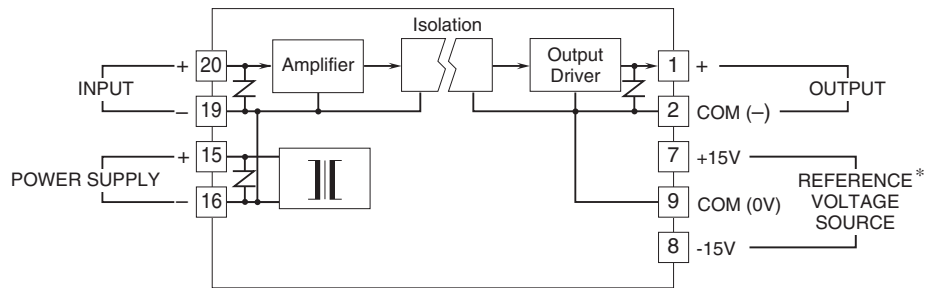 Isolation
+ 20 Amplifier Output Driver 1 +
INPUT OUTPUT
– 19 2 COM (–)
+ 15 7 +15V
POWER SUPPLY REFERENCE*
VOLTAGE
SOURCE
– 16 9 COM (0V)
8 -15V